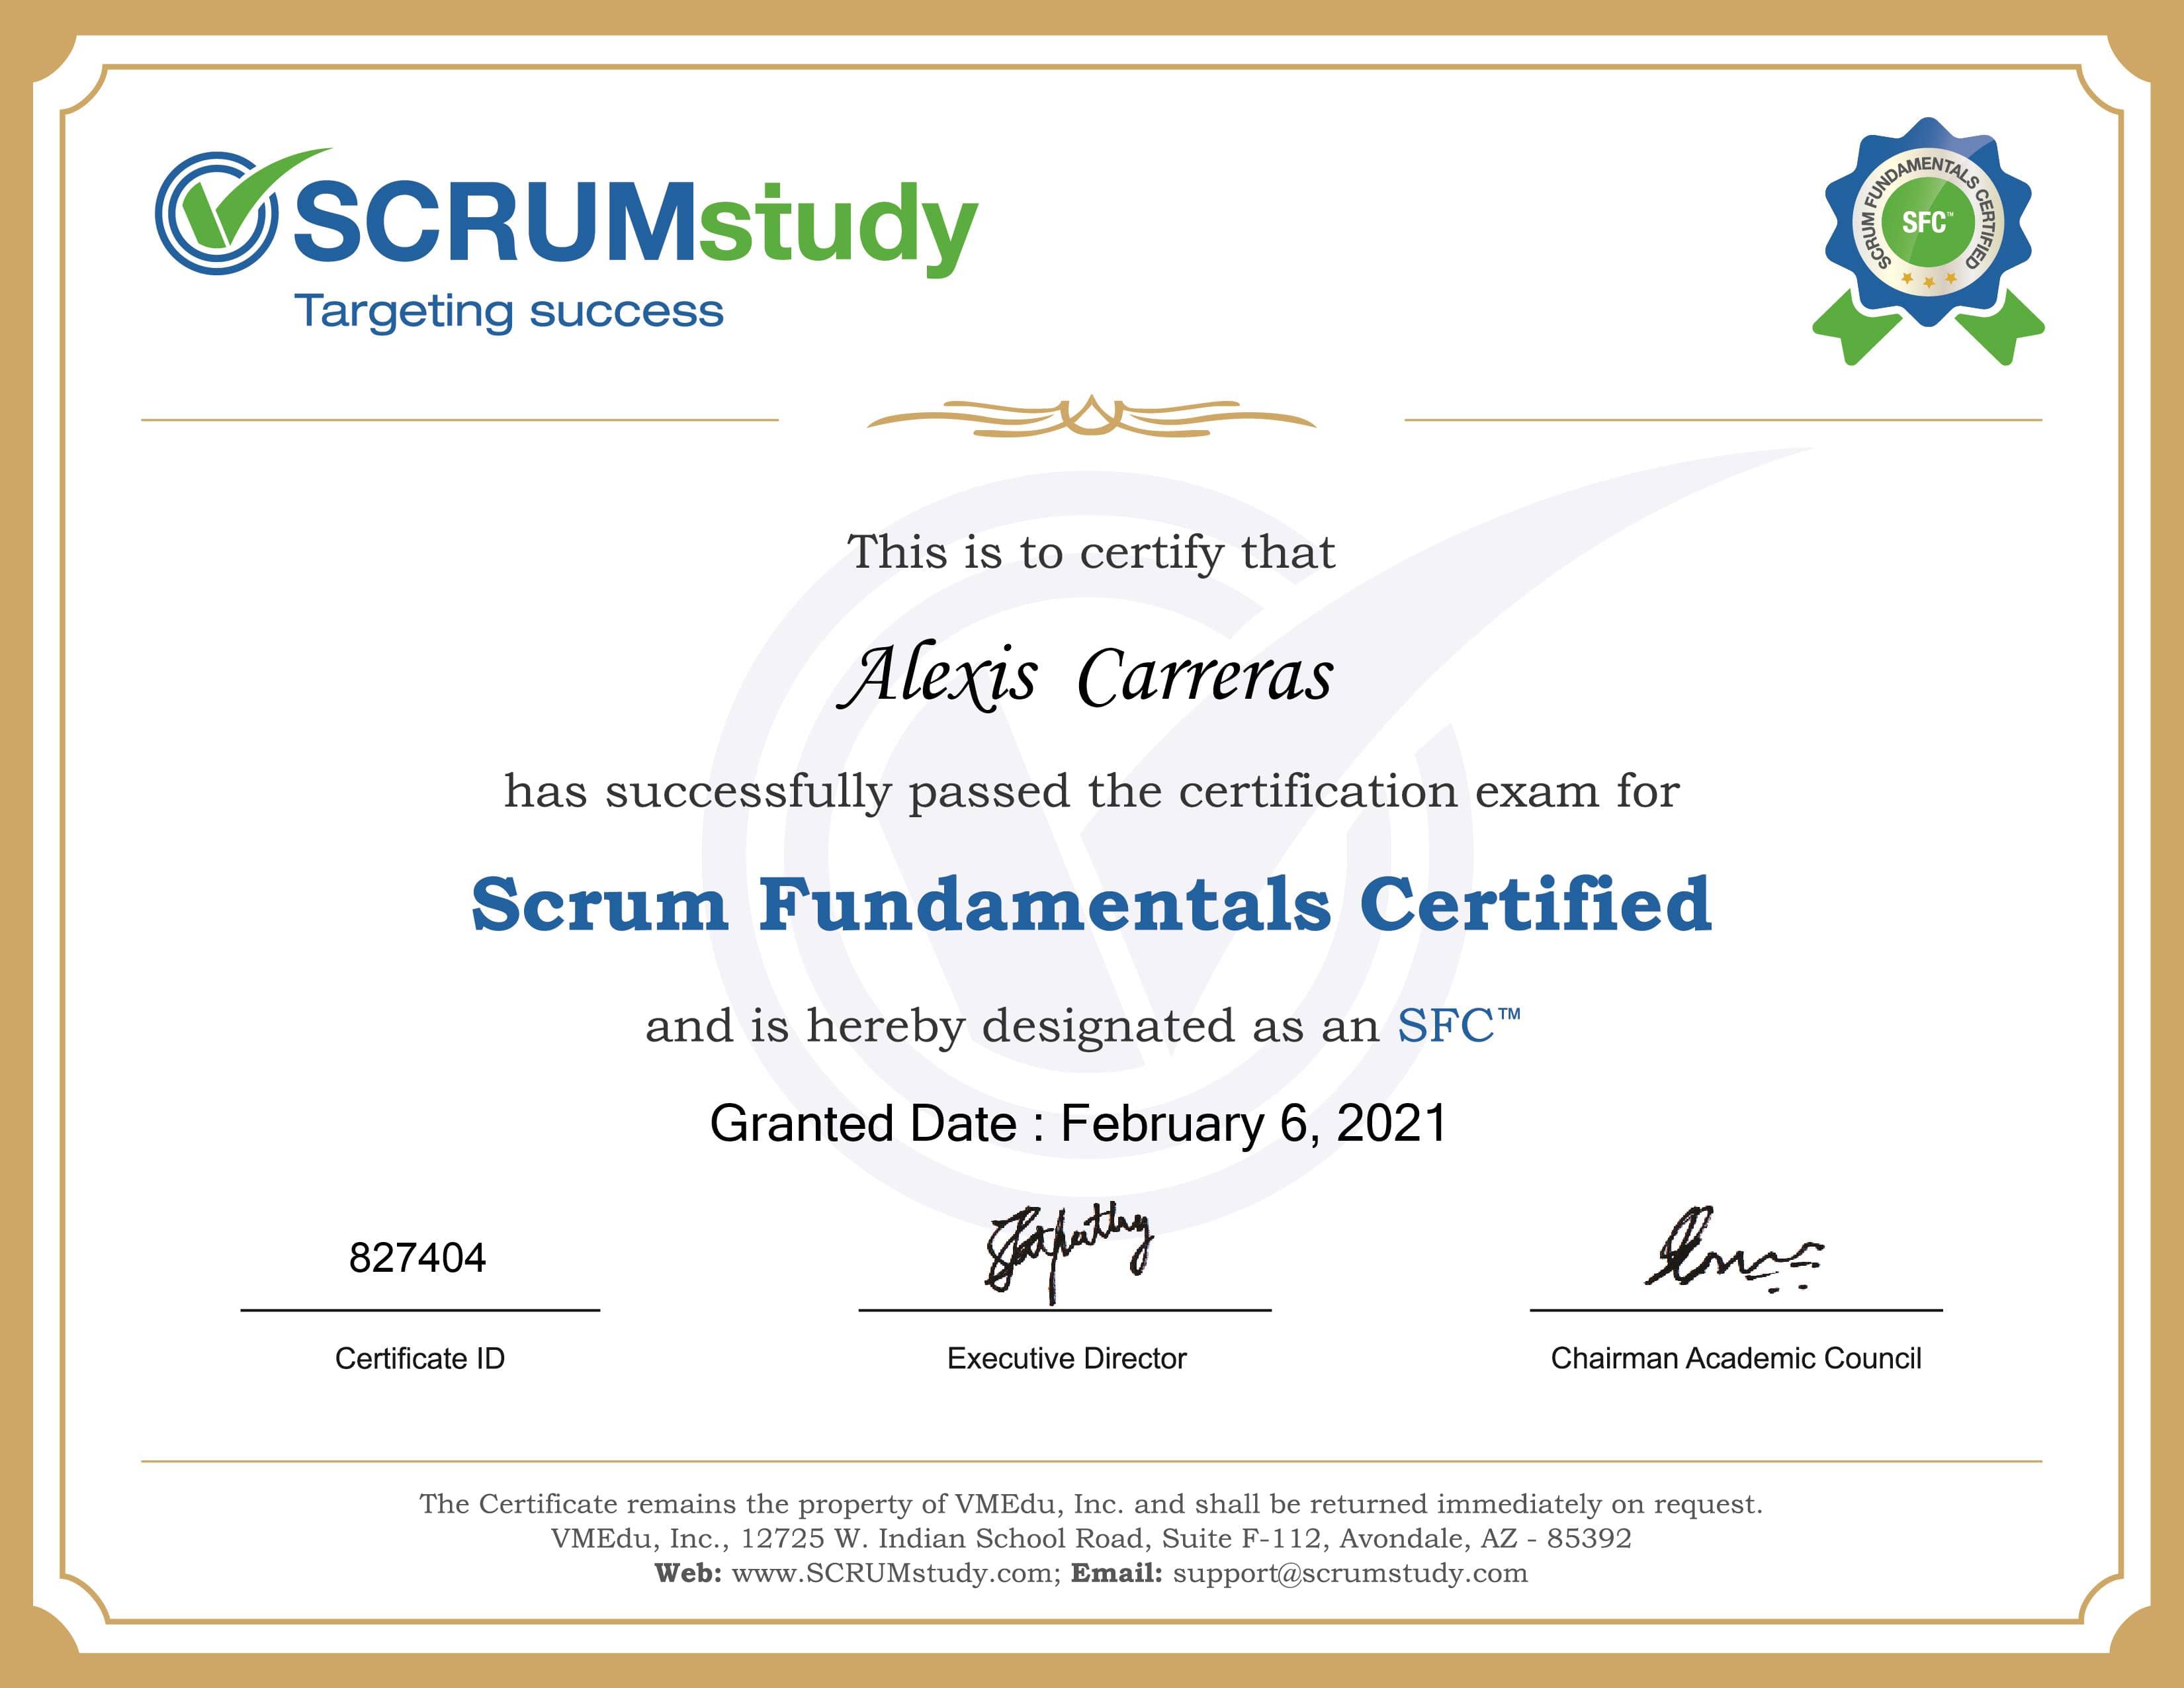 SCRUMstudy
Targeting success
SCRUM FUNDAMENTALS CERTIFIED
SFC™
This is to certify that
Alexis Carreras
has successfully passed the certification exam for
Scrum Fundamentals Certified
and is hereby designated as an SFC™
Granted Date : February 6, 2021
827404
Certificate ID
Executive Director
Chairman Academic Council
The Certificate remains the property of VMEdu, Inc. and shall be returned immediately on request.
VMEdu, Inc., 12725 W. Indian School Road, Suite F-112, Avondale, AZ - 85392
Web: www.SCRUMstudy.com; Email: support@scrumstudy.com